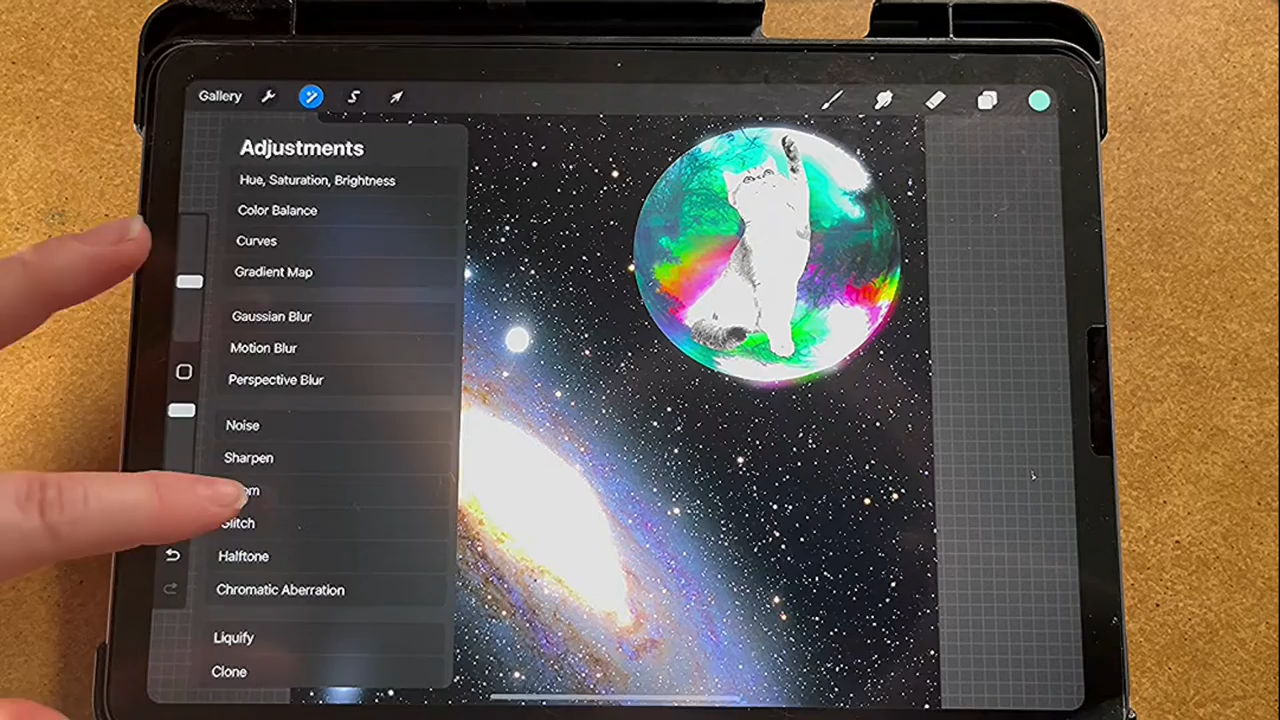 Gallery
Adjustments
Hue, Saturation, Brightness
Color Balance
Curves
Gradient Map
Gaussian Blur
Motion Blur
Perspective Blur
Noise
Sharpen
Glitch
Halftone
Chromatic Aberration
Liquify
Clone